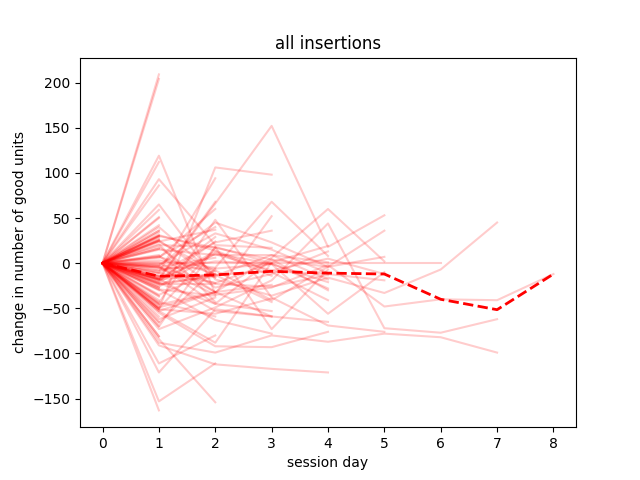 all insertions
change in number of good units
200
150
100
50
0
−50
−100
−150
0 1 2 3 4 5 6 7 8
session day